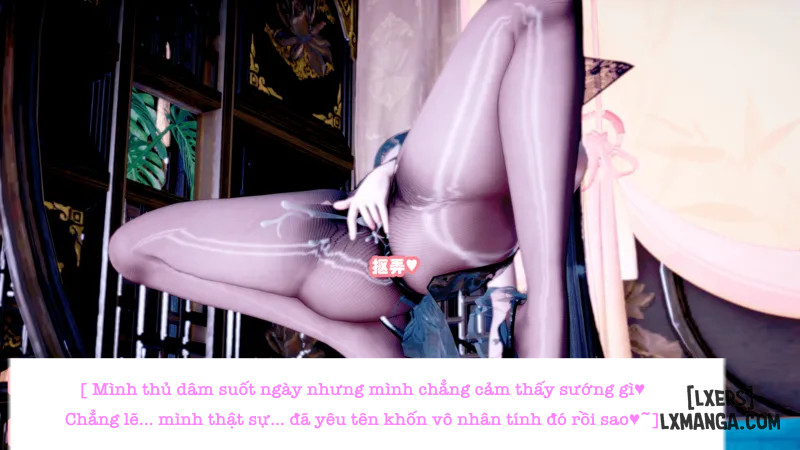 抠弄♥
[ Mình thủ dâm suốt ngày nhưng mình chẳng cảm thấy sướng gì♥
Chẳng lẽ... mình thật sự... đã yêu tên khốn vô nhân tính đó rồi sao♥~]
[LXERS]
LXMANGA.COM